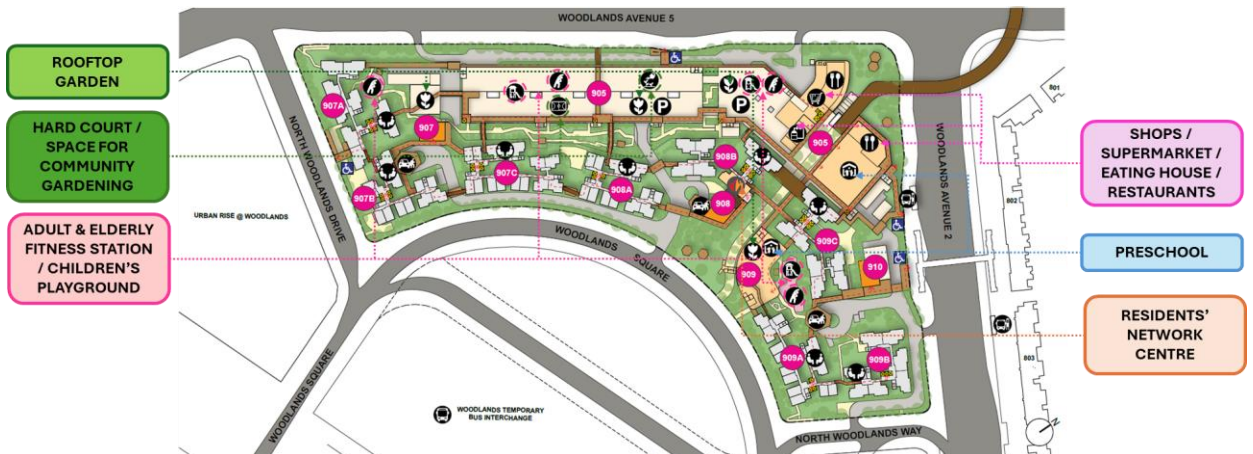 WOODLANDS AVENUE 5
ROOFTOP
GARDEN
HARD COURT /
SPACE FOR
COMMUNITY
GARDENING
ADULT & ELDERLY
FITNESS STATION
/ CHILDREN'S
PLAYGROUND
SHOPS /
SUPERMARKET /
EATING HOUSE /
RESTAURANTS
PRESCHOOL
RESIDENTS'
NETWORK
CENTRE
907A
907
905
P
P
905
907B
907C
908A
908B
908
909C
909
910
909A
909B
801
802
803
NORTH WOODLANDS DRIVE
URBAN RISE @ WOODLANDS
WOODLANDS SQUARE
WOODLANDS
SQUARE
WOODLANDS AVENUE 2
WOODLANDS TEMPORARY
BUS INTERCHANGE
NORTH WOODLANDS WAY
N